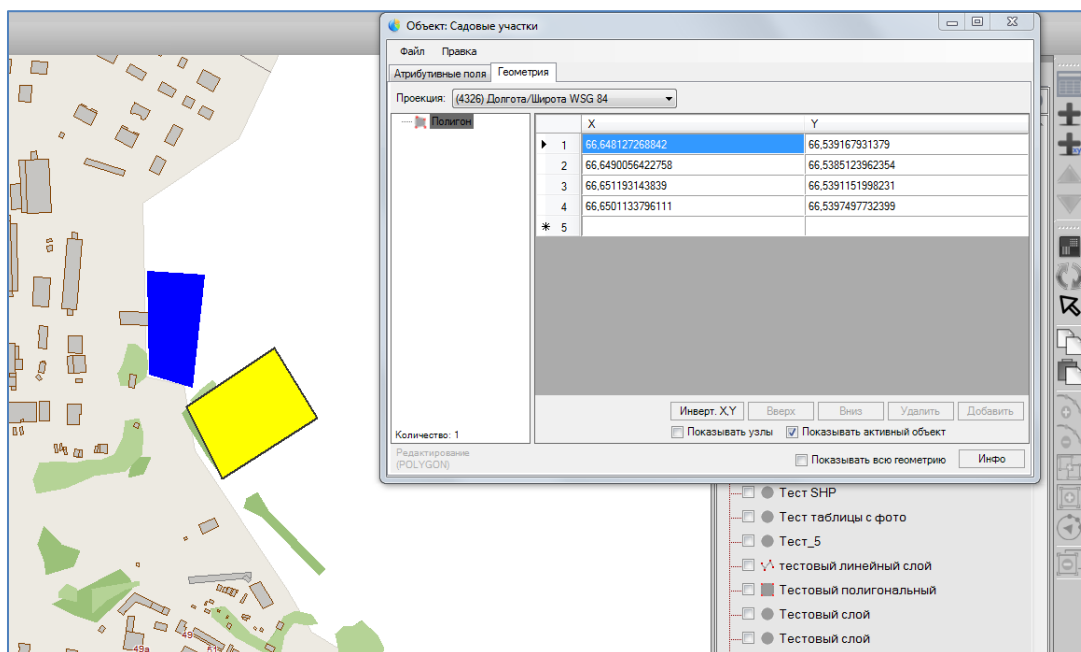 Объект: Садовые участки
Файл Правка
Атрибутивные поля Геометрия
Проекция: (4326) Долгота/Широта WSG 84
Полигон
X Y
1 66,648127268842 66,539167931379
2 66,6490056422758 66,5385123962354
3 66,651193143839 66,5391151998231
4 66,6501133796111 66,5397497732399
5
Инверт. X,Y Вверх Вниз Удалить Добавить
Количество: 1
Показывать узлы Показывать активный объект
Редактирование
(POLYGON)
Показывать всю геометрию Инфо
Тест SHP
Тест таблицы с фото
Тест_5
тестовый линейный слой
Тестовый полигональный
Тестовый слой
Тестовый слой
49
49а 51